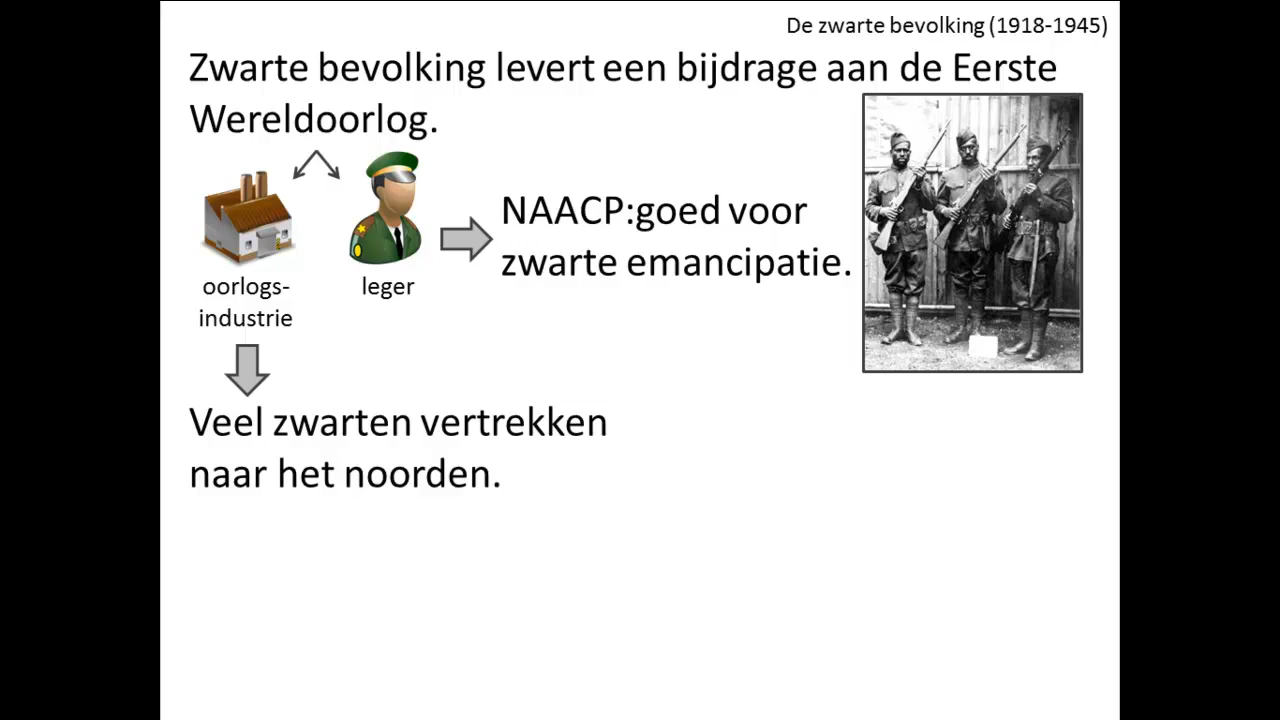 De zwarte bevolking (1918-1945)
Zwarte bevolking levert een bijdrage aan de Eerste
Wereldoorlog.
NAACP:goed voor
zwarte emancipatie.
oorlogs-
industrie
leger
Veel zwarten vertrekken
naar het noorden.